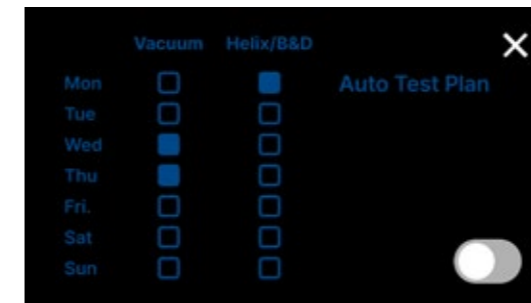 Vacuum Helix/B&D
Mon Auto Test Plan
Tue
Wed
Thu
Fri.
Sat
Sun